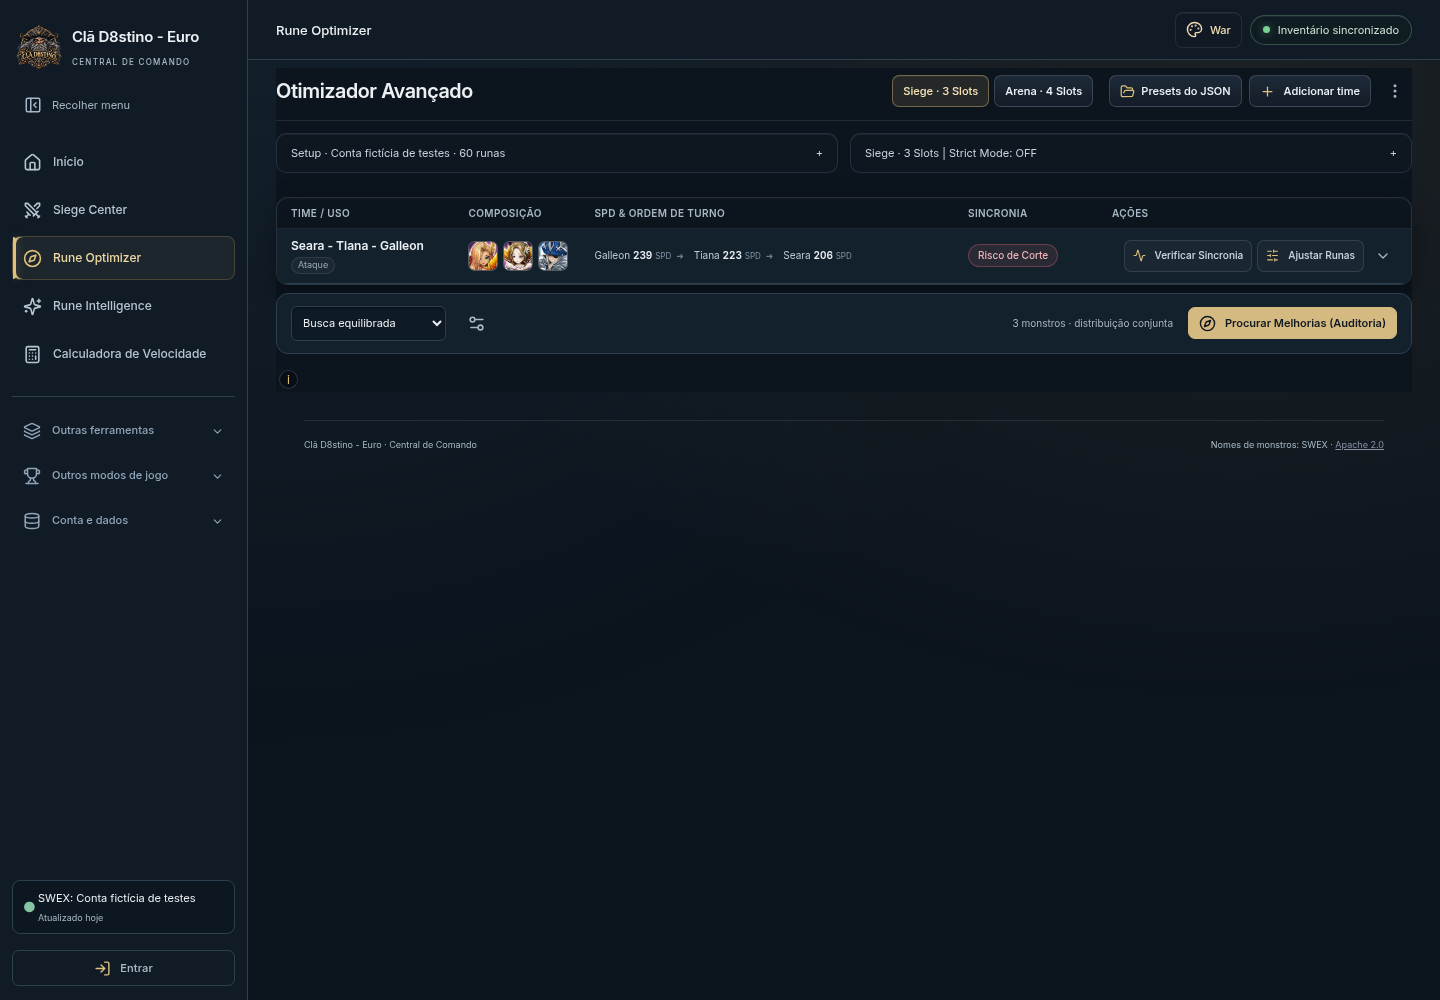 Clã D8stino - Euro
CENTRAL DE COMANDO
Recolher menu
Início
Siege Center
Rune Optimizer
Rune Intelligence
Calculadora de Velocidade
Outras ferramentas
Outros modos de jogo
Conta e dados
SWEX: Conta fictícia de testes
Atualizado hoje
Entrar
Rune Optimizer
War
Inventário sincronizado
Otimizador Avançado
Siege · 3 Slots
Arena · 4 Slots
Presets do JSON
Adicionar time
Setup · Conta fictícia de testes · 60 runas +
Siege · 3 Slots | Strict Mode: OFF +
TIME / USO COMPOSIÇÃO SPD & ORDEM DE TURNO SINCRONIA AÇÕES
Seara - Tiana - Galleon
Ataque
Galleon 239 SPD → Tiana 223 SPD → Seara 206 SPD
Risco de Corte
Verificar Sincronia
Ajustar Runas
Busca equilibrada
3 monstros · distribuição conjunta
Procurar Melhorias (Auditoria)
i
Clã D8stino - Euro · Central de Comando
Nomes de monstros: SWEX · Apache 2.0